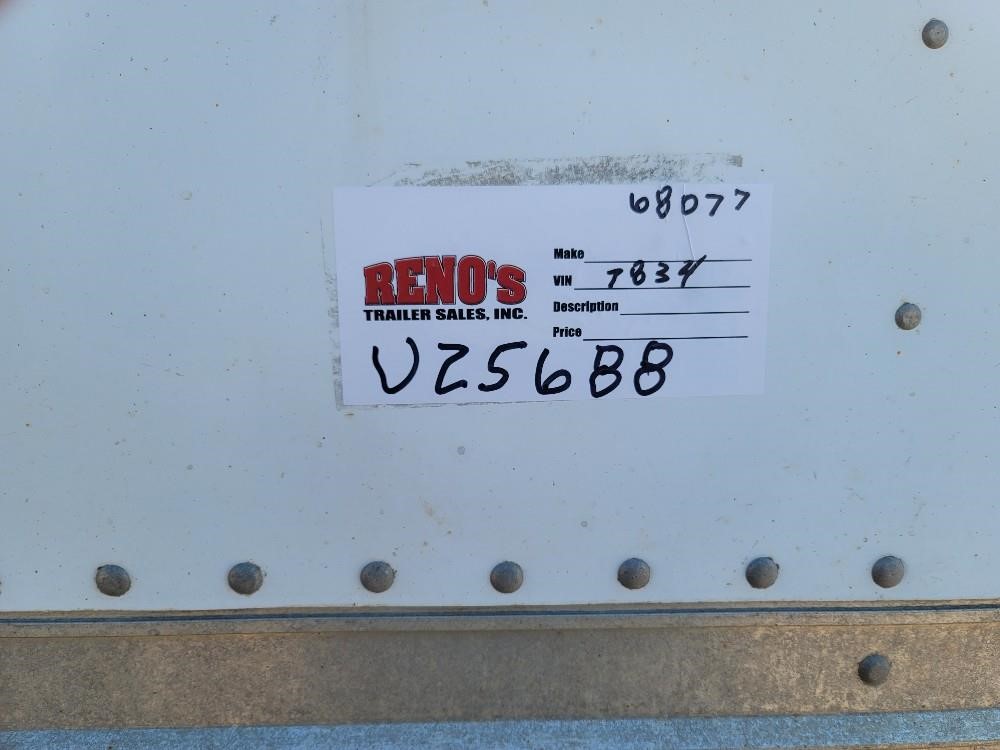 68077
RENO'S
TRAILER SALES, INC.
Make
VIN 7834
Description
Price
V25688